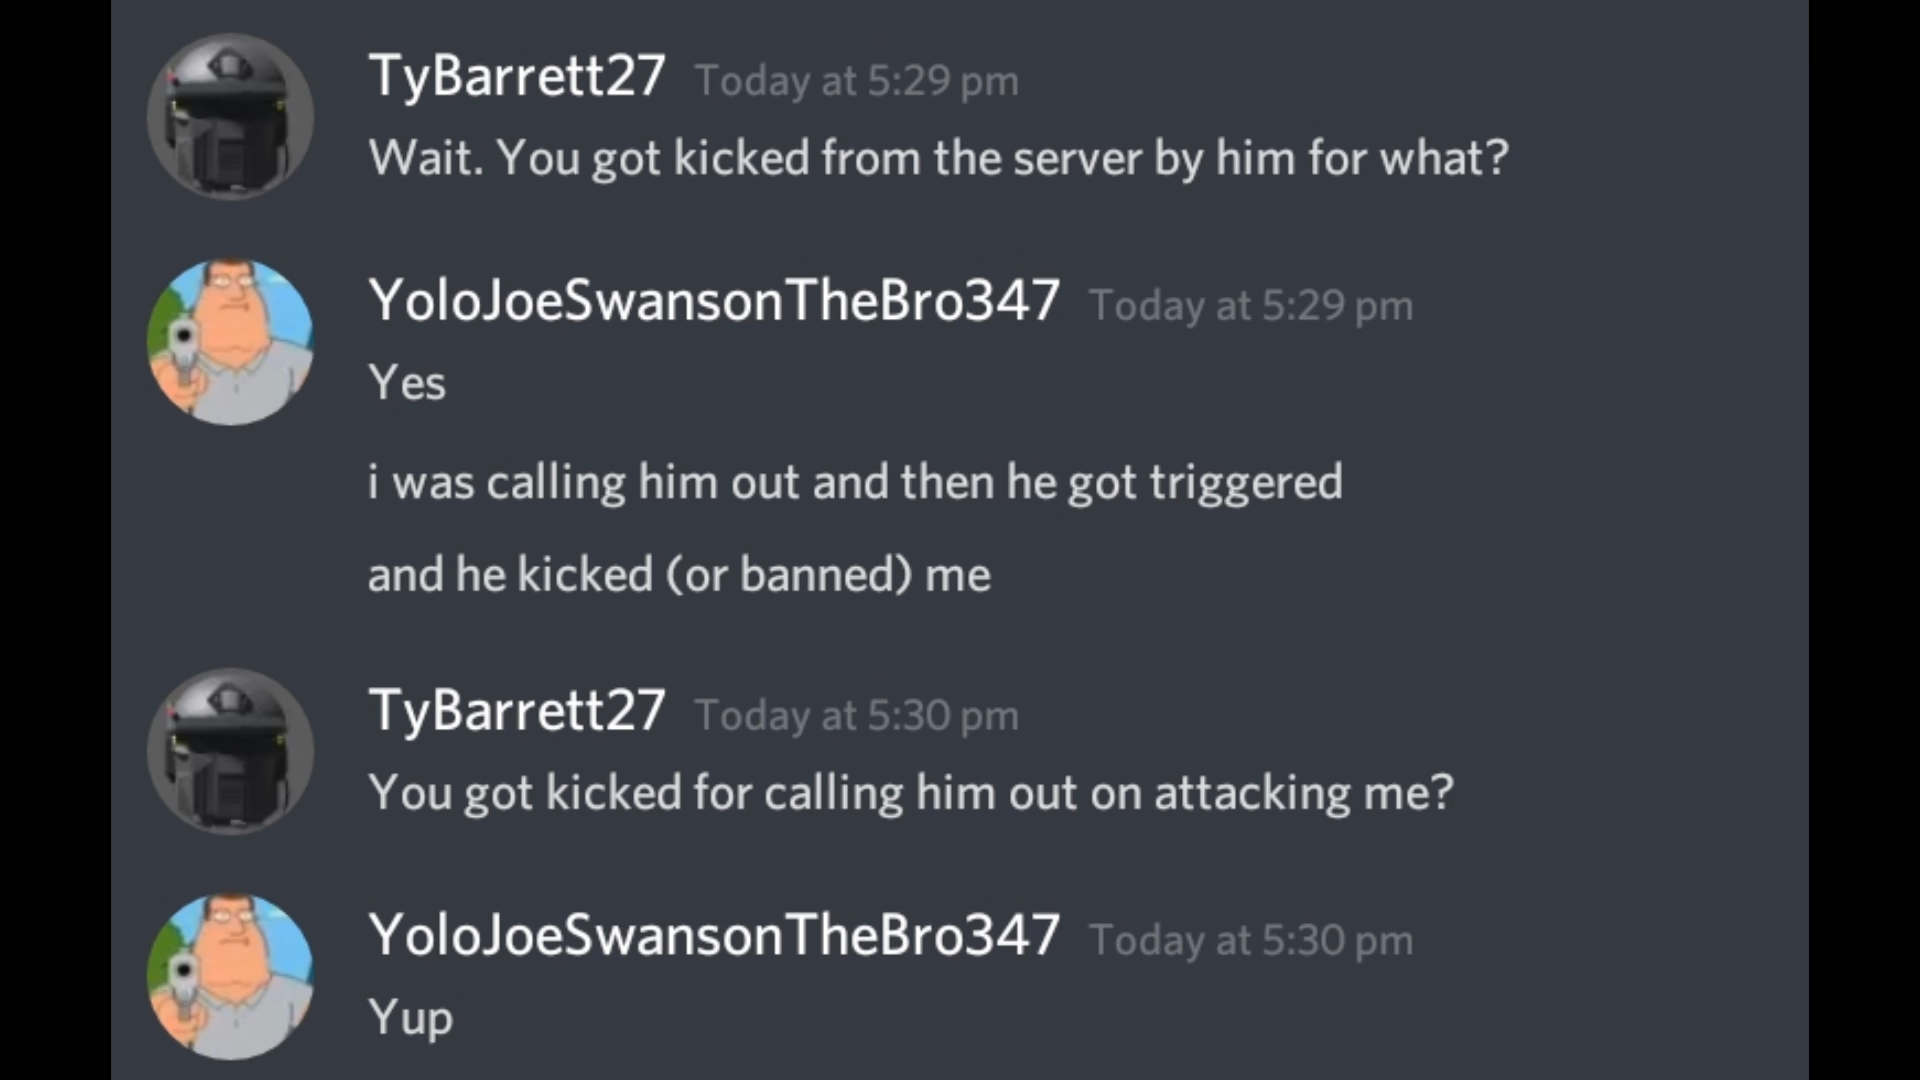 TyBarrett27 Today at 5:29 pm
Wait. You got kicked from the server by him for what?
YoloJoeSwansonTheBro347 Today at 5:29 pm
Yes
i was calling him out and then he got triggered
and he kicked (or banned) me
TyBarrett27 Today at 5:30 pm
You got kicked for calling him out on attacking me?
YoloJoeSwansonTheBro347 Today at 5:30 pm
Yup